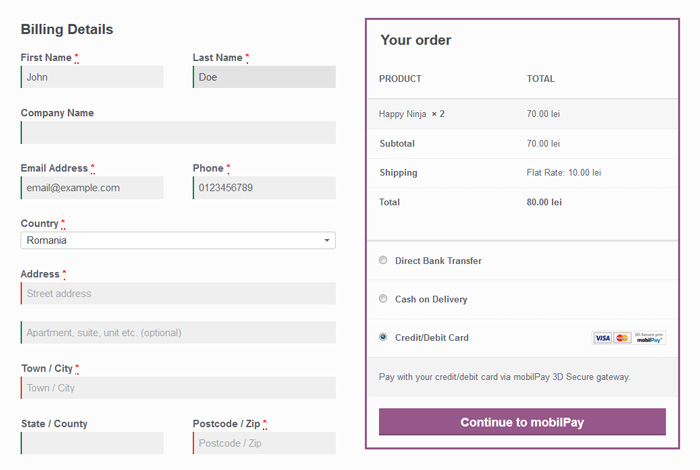 Billing Details
First Name *
Last Name *
John
Doe
Company Name
Email Address *
Phone *
email@example.com
0123456789
Country *
Romania
Address *
Street address
Apartment, suite, unit etc. (optional)
Town / City *
Town / City
State / County
Postcode / Zip *
Postcode / Zip
Your order
PRODUCT TOTAL
Happy Ninja × 2 70.00 lei
Subtotal 70.00 lei
Shipping Flat Rate: 10.00 lei
Total 80.00 lei
Direct Bank Transfer
Cash on Delivery
Credit/Debit Card
VISA MasterCard 3D Secure prin
mobilPay
Pay with your credit/debit card via mobilPay 3D Secure gateway.
Continue to mobilPay